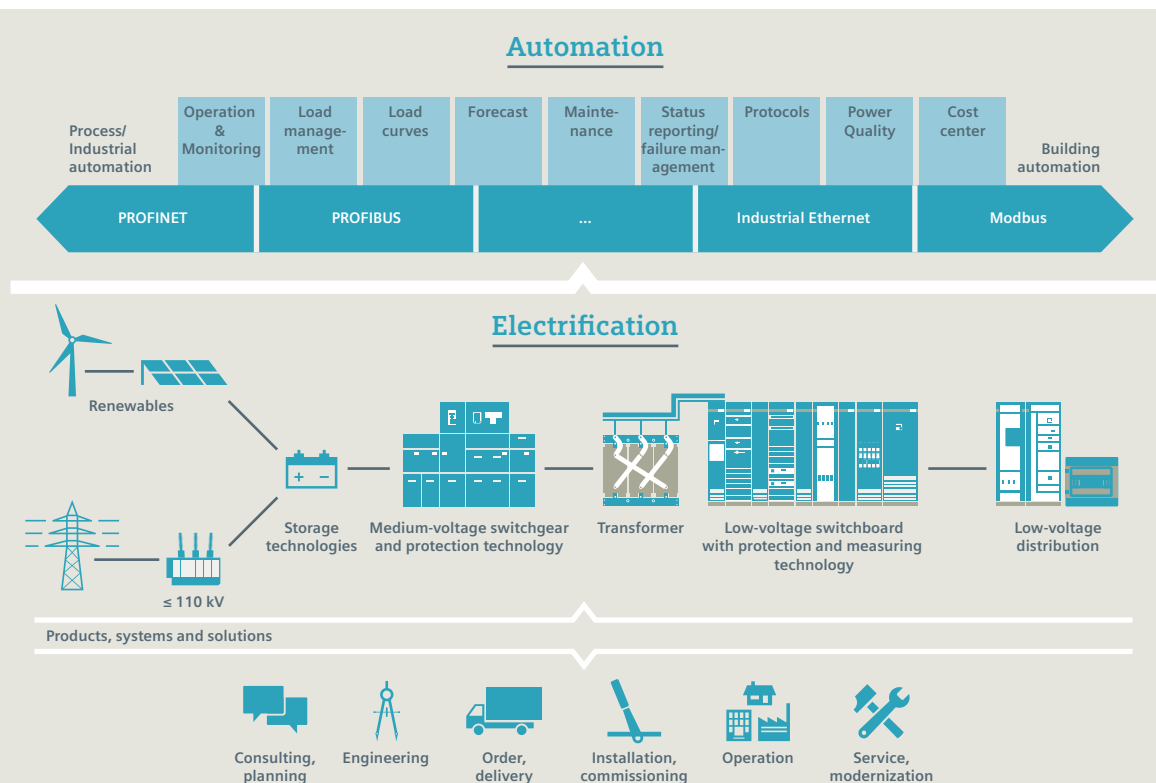 Automation
Process/
Industrial
automation
Operation
&
Monitoring
Load
manage-
ment
Load
curves
Forecast
Mainte-
nance
Status
reporting/
failure man-
agement
Protocols
Power
Quality
Cost
center
Building
automation
PROFINET
PROFIBUS
...
Industrial Ethernet
Modbus
Electrification
Renewables
≤ 110 kV
Storage
technologies
Medium-voltage switchgear
and protection technology
Transformer
Low-voltage switchboard
with protection and measuring
technology
Low-voltage
distribution
Products, systems and solutions
Consulting,
planning
Engineering
Order,
delivery
Installation,
commissioning
Operation
Service,
modernization